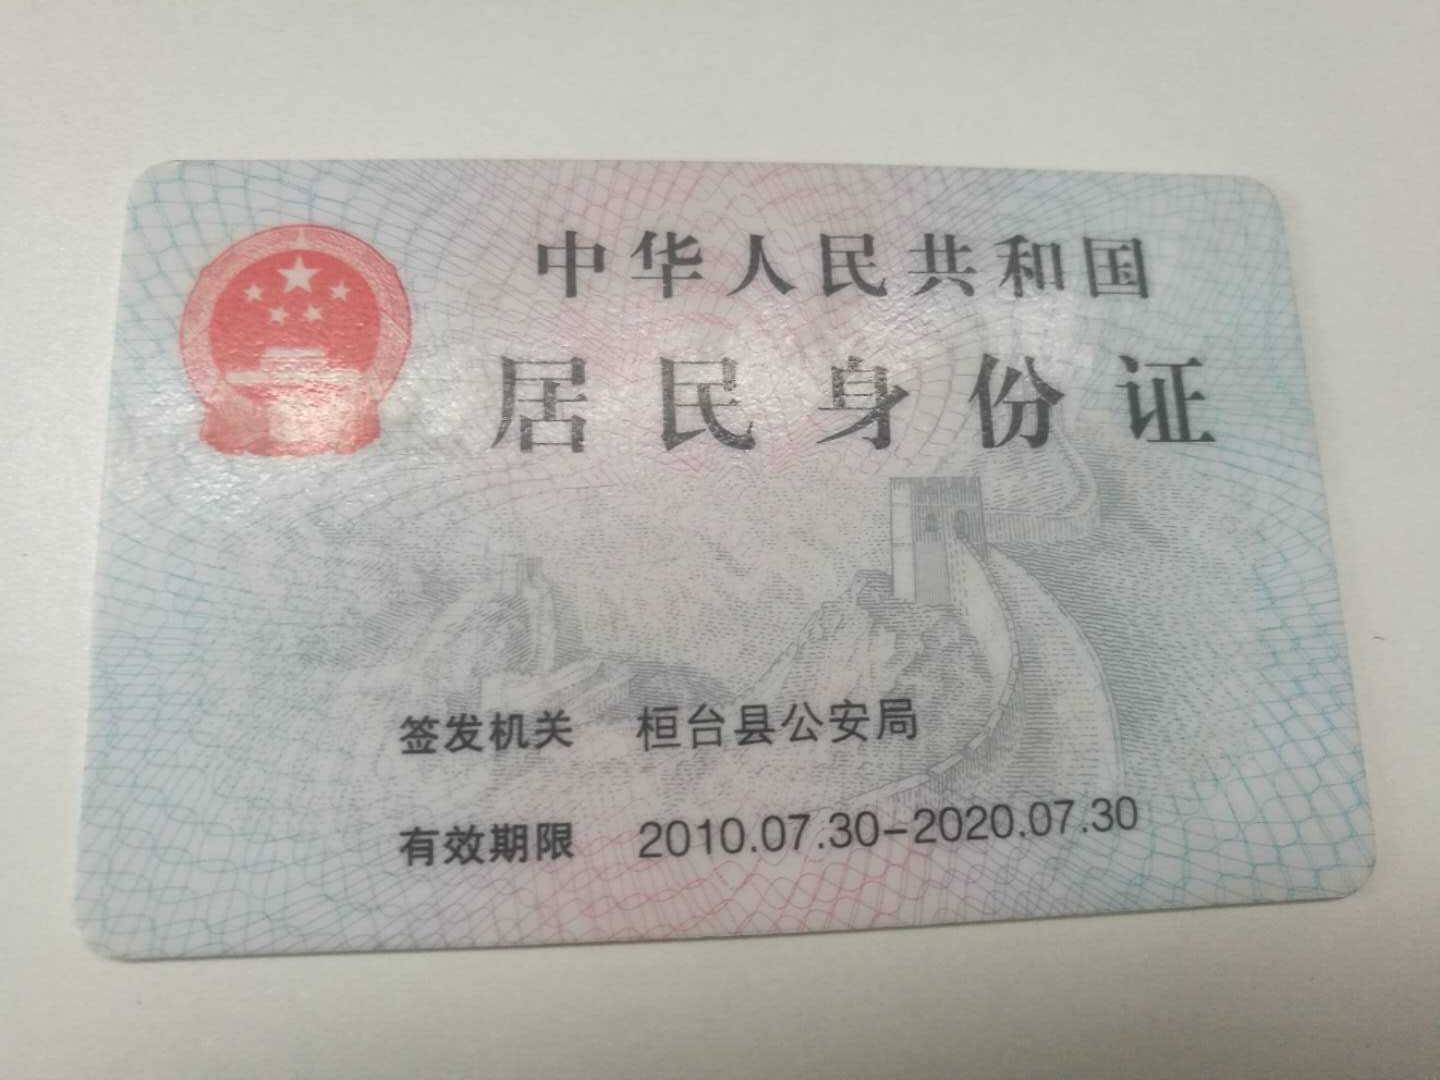 中华人民共和国
居民身份证
签发机关 桓台县公安局
有效期限 2010.07.30-2020.07.30